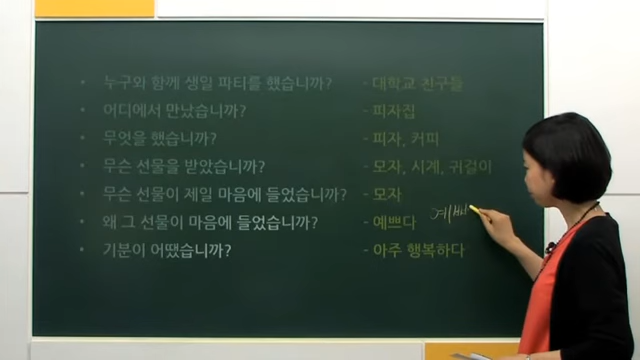 • 누구와 함께 생일 파티를 했습니까? - 대학교 친구들
• 어디에서 만났습니까? - 피자집
• 무엇을 했습니까? - 피자, 커피
• 무슨 선물을 받았습니까? - 모자, 시계, 귀걸이
• 무슨 선물이 제일 마음에 들었습니까? - 모자
• 왜 그 선물이 마음에 들었습니까? - 예쁘다
• 기분이 어땠습니까? - 아주 행복하다